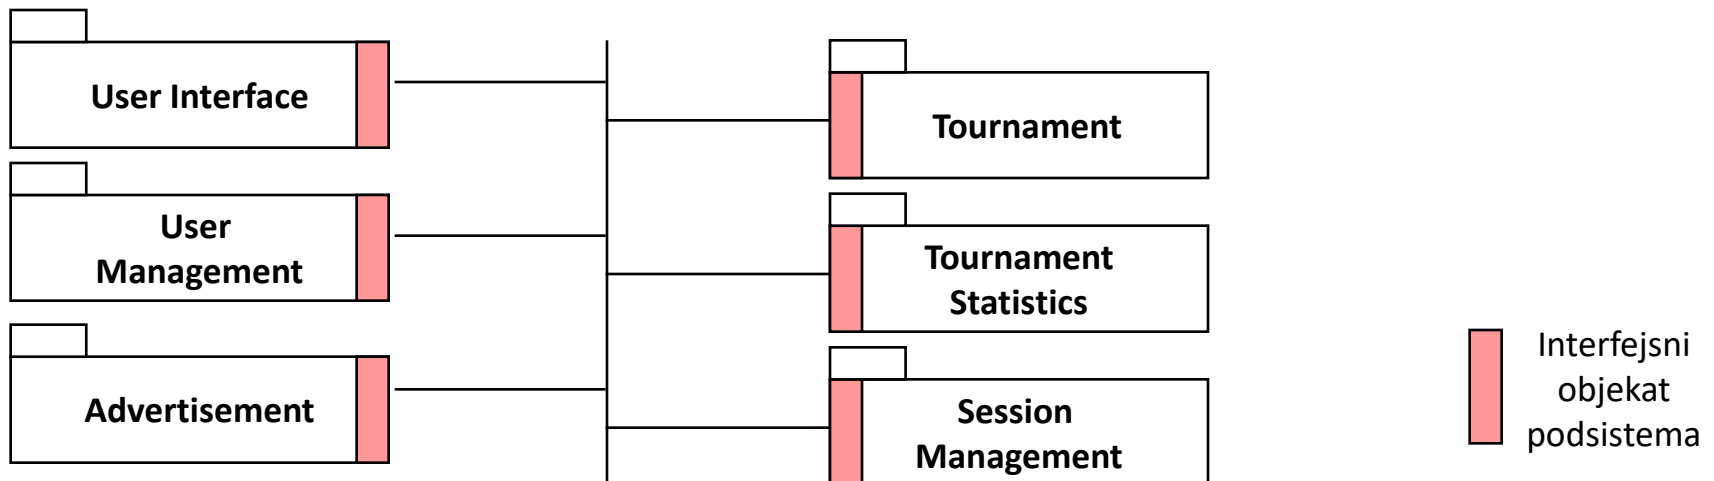 User Interface
User
Management
Advertisement
Tournament
Tournament
Statistics
Session
Management
Interfejsni
objekat
podsistema